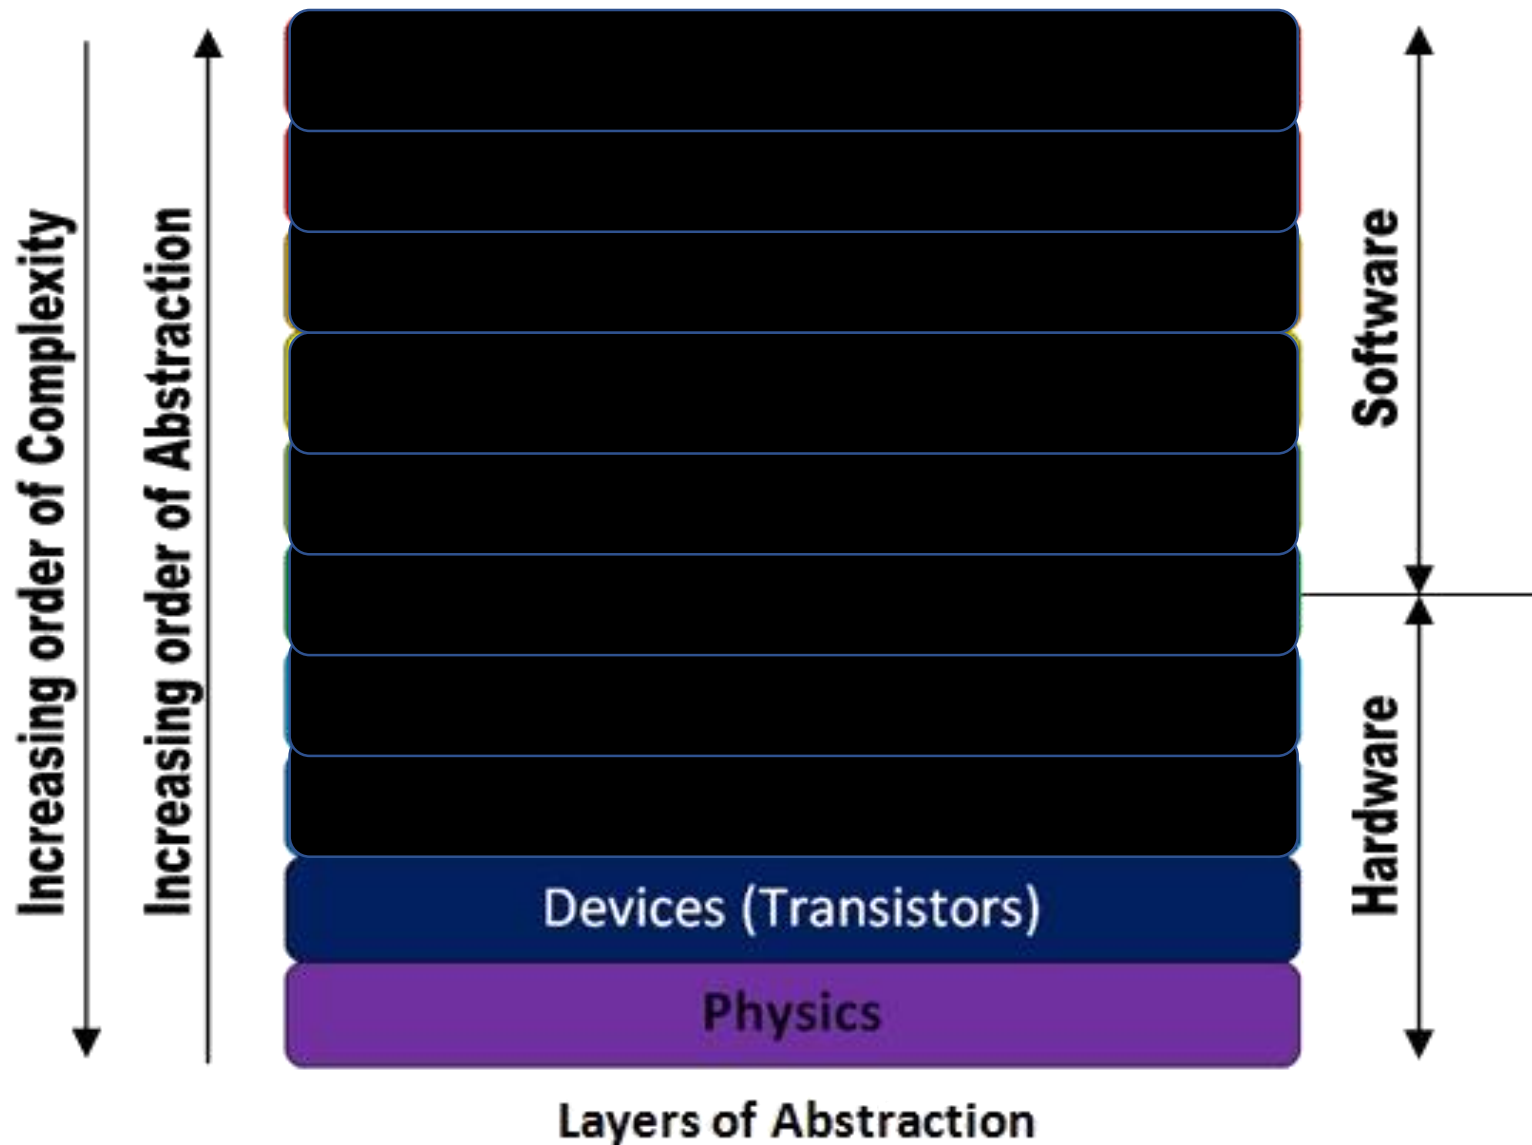 Increasing order of Complexity
Increasing order of Abstraction
Software
Hardware
Devices (Transistors)
Physics
Layers of Abstraction